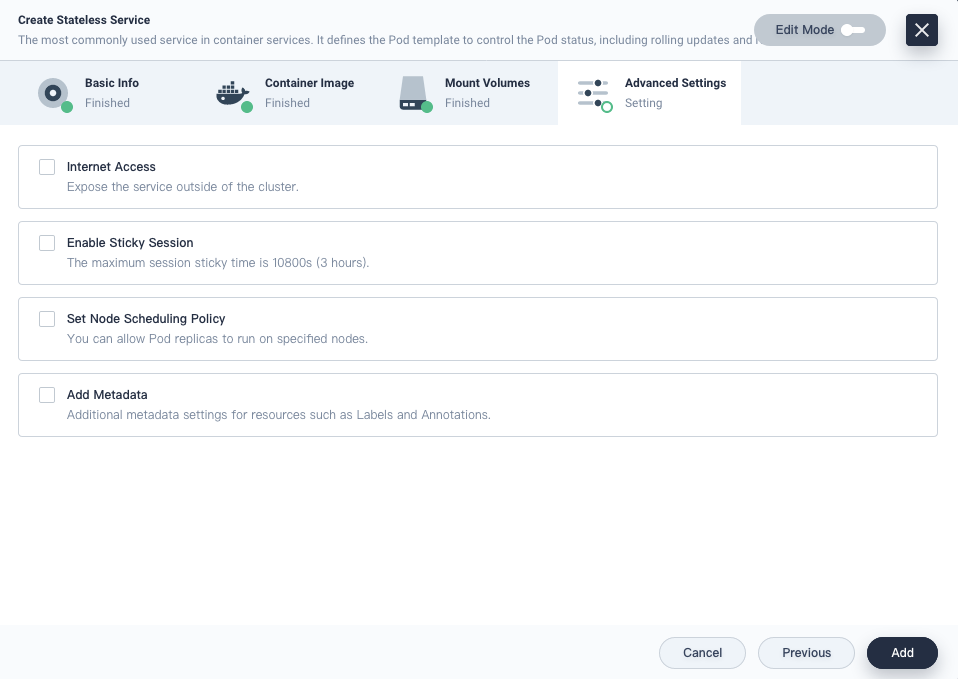 Create Stateless Service
The most commonly used service in container services. It defines the Pod template to control the Pod status, including rolling updates and
Edit Mode
Basic Info
Finished
Container Image
Finished
Mount Volumes
Finished
Advanced Settings
Setting
Internet Access
Expose the service outside of the cluster.
Enable Sticky Session
The maximum session sticky time is 10800s (3 hours).
Set Node Scheduling Policy
You can allow Pod replicas to run on specified nodes.
Add Metadata
Additional metadata settings for resources such as Labels and Annotations.
Cancel
Previous
Add